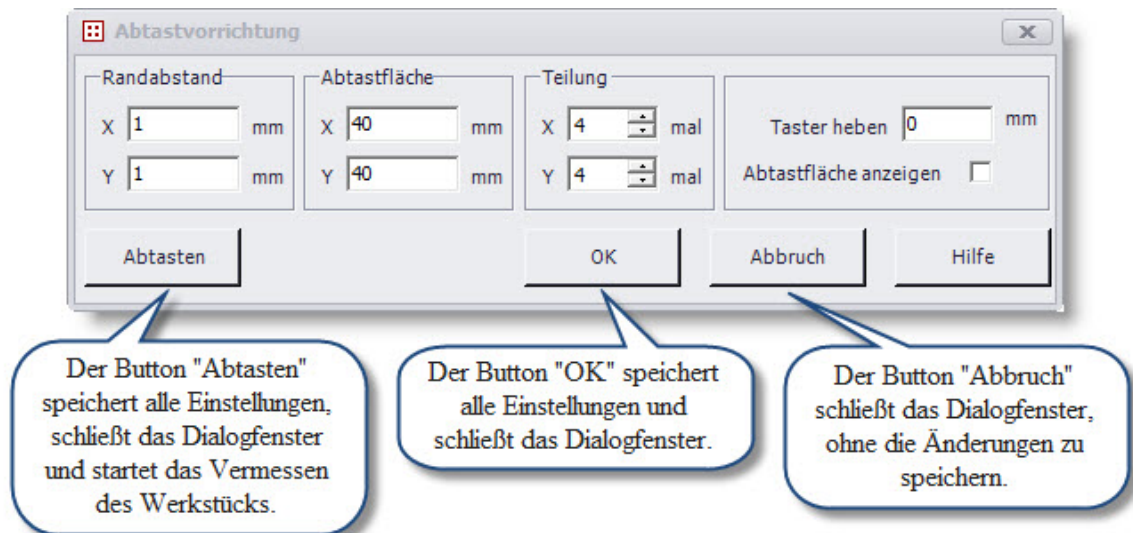 Abtastvorrichtung
Randabstand
X 1 mm
Y 1 mm
Abtastfläche
X 40 mm
Y 40 mm
Teilung
X 4 mal
Y 4 mal
Taster heben 0 mm
Abtastfläche anzeigen
Abtasten
OK
Abbruch
Hilfe
Der Button "Abtasten"
speichert alle Einstellungen,
schließt das Dialogfenster
und startet das Vermessen
des Werkstücks.
Der Button "OK" speichert
alle Einstellungen und
schließt das Dialogfenster.
Der Button "Abbruch"
schließt das Dialogfenster,
ohne die Änderungen zu
speichern.